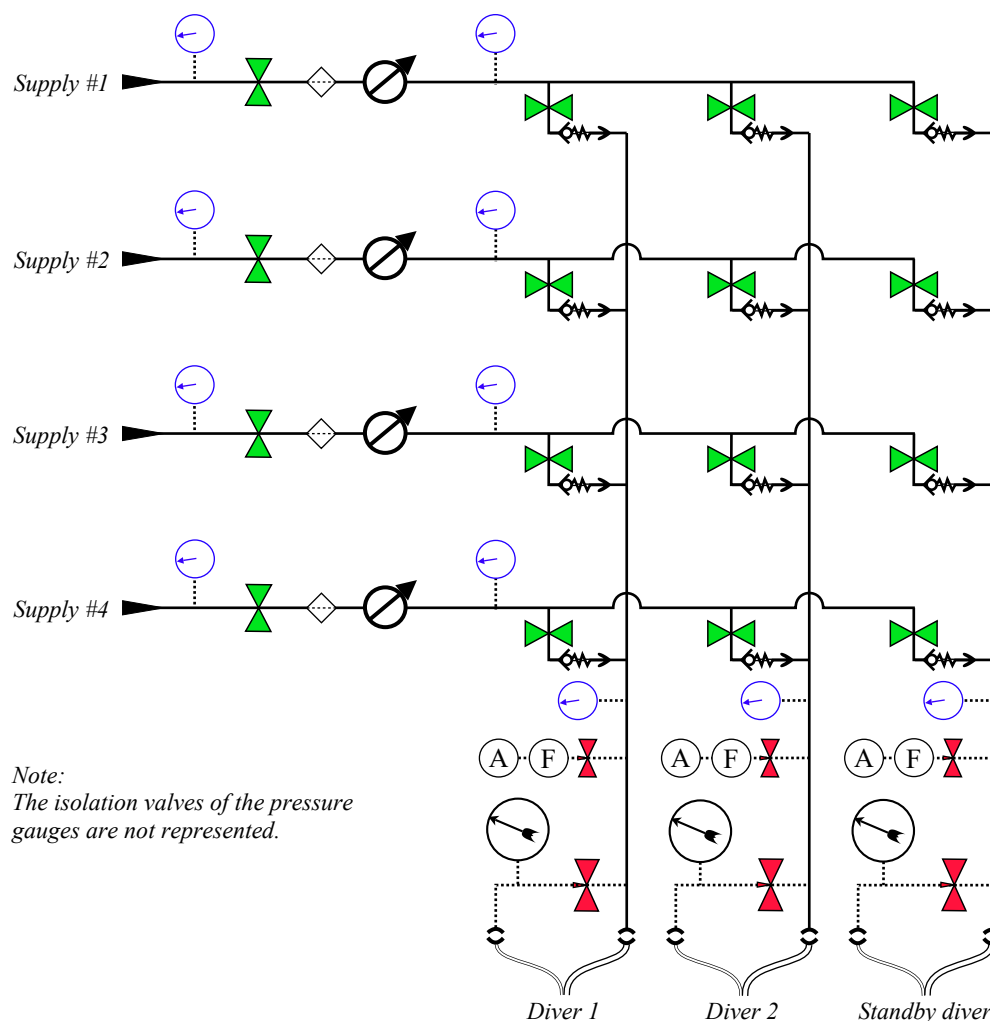 Supply #1
Supply #2
Supply #3
Supply #4
A F A F A F
Note:
The isolation valves of the pressure
gauges are not represented.
Diver 1 Diver 2 Standby diver